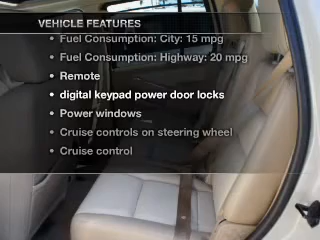 VEHICLE FEATURES
• Fuel Consumption: City: 15 mpg
• Fuel Consumption: Highway: 20 mpg
• Remote
• digital keypad power door locks
• Power windows
• Cruise controls on steering wheel
• Cruise control